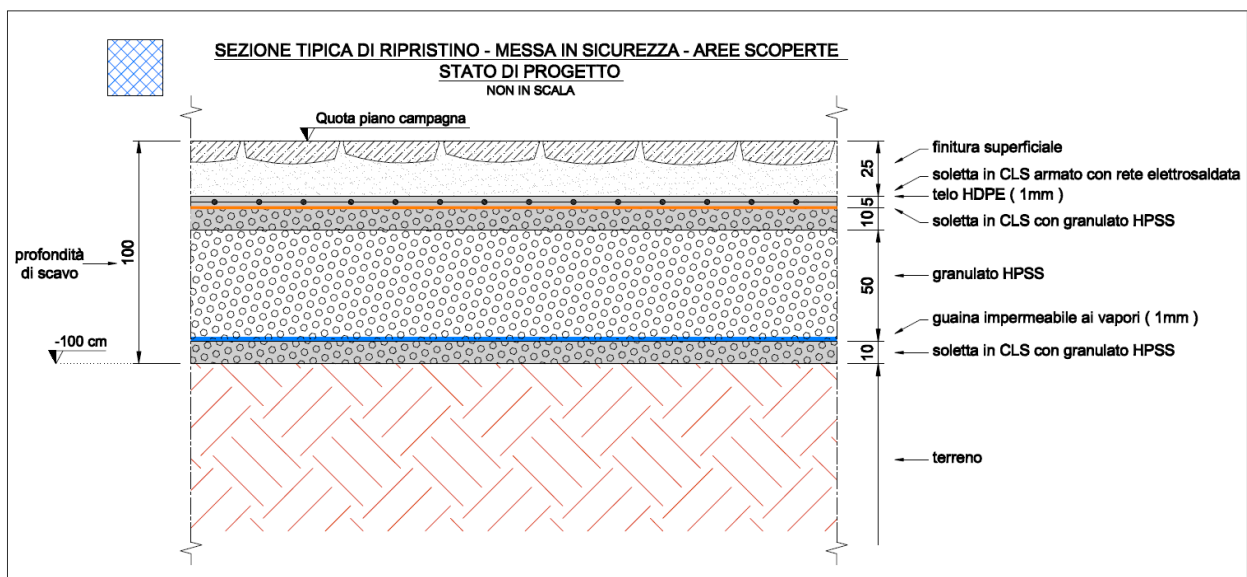 SEZIONE TIPICA DI RIPRISTINO - MESSA IN SICUREZZA - AREE SCOPERTE
STATO DI PROGETTO
NON IN SCALA
Quota piano campagna
finitura superficiale
25
soletta in CLS armato con rete elettrosaldata
telo HDPE ( 1mm )
5
soletta in CLS con granulato HPSS
10
profondità
di scavo
100
granulato HPSS
50
guaina impermeabile ai vapori ( 1mm )
-100 cm
soletta in CLS con granulato HPSS
10
terreno